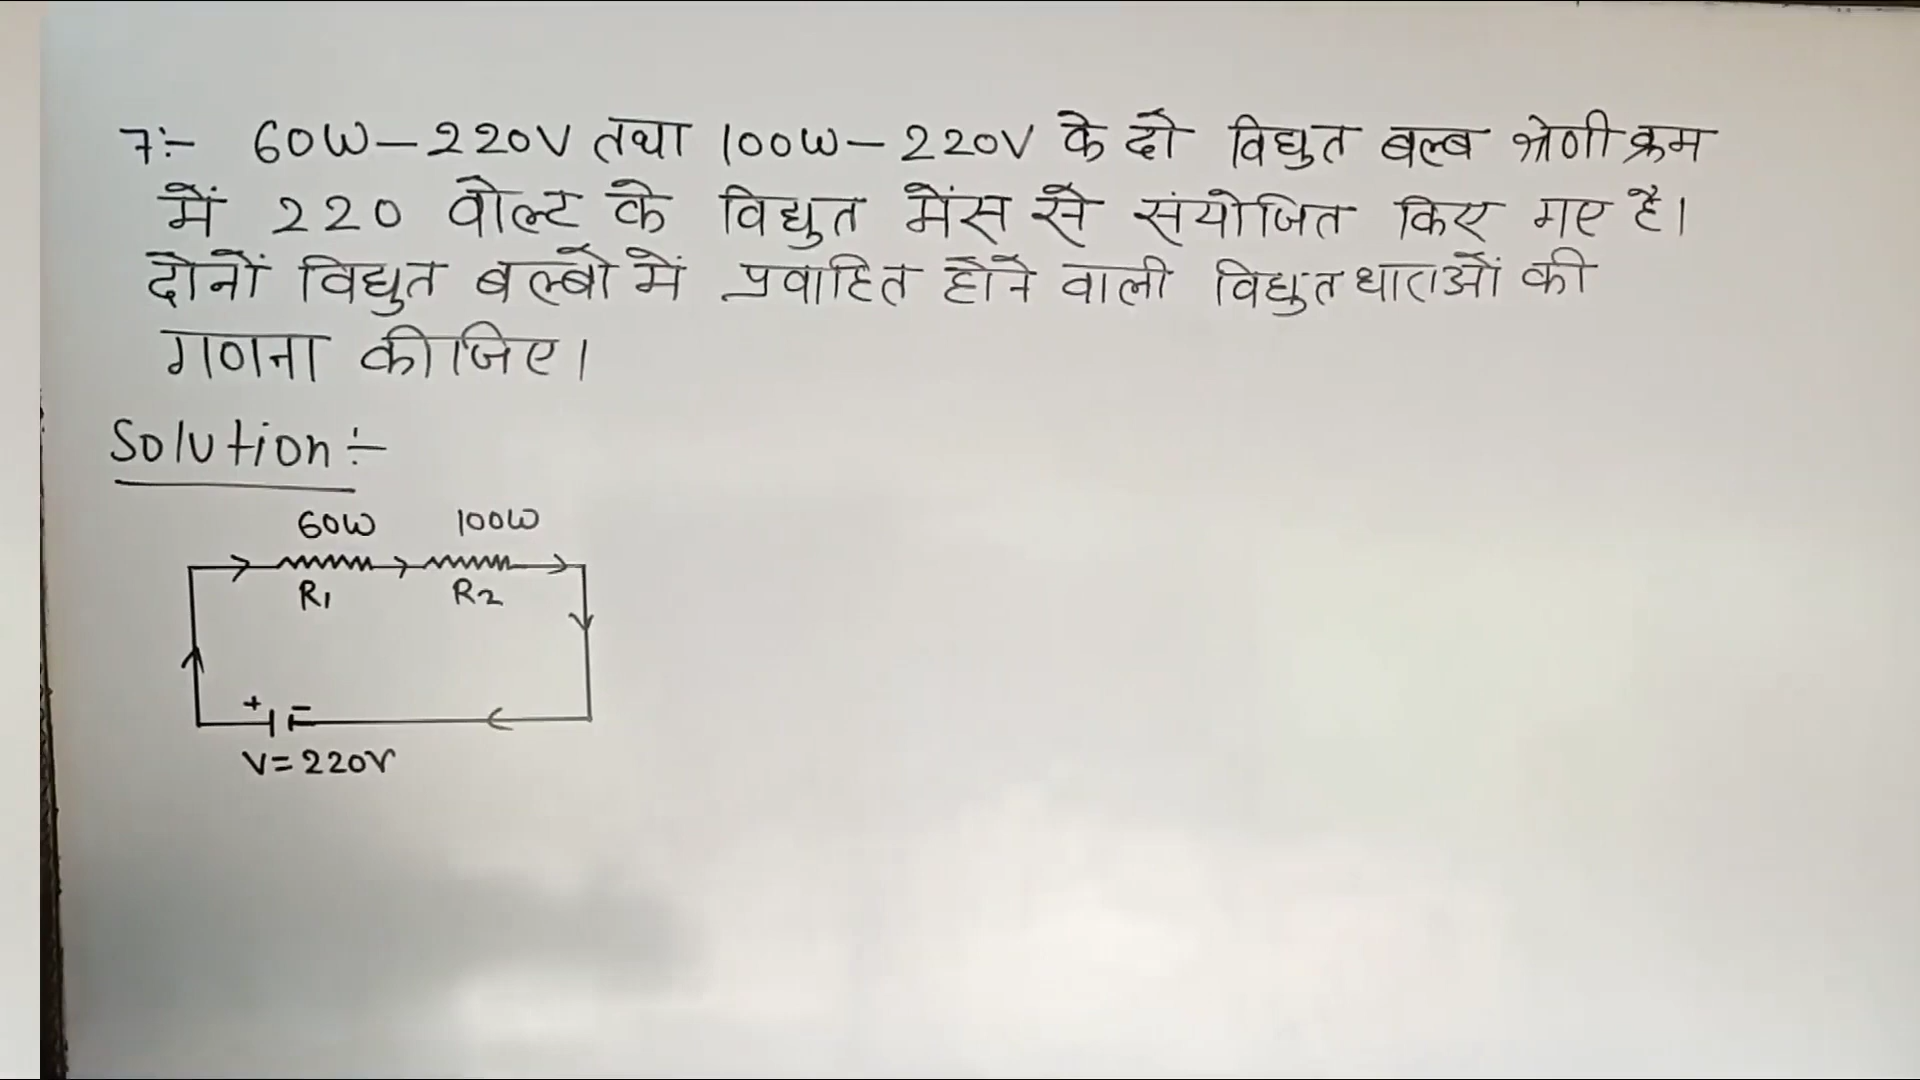 7:- 60W-220V तथा 100W-220V के दो विद्युत बल्ब श्रेणी क्रम
में 220 वोल्ट के विद्युत मेंस से संयोजित किए गए है।
दोनों विद्युत बल्बो में प्रवाहित होने वाली विद्युत धाराओं की
गणना कीजिए।
Solution :-
60W 100W
R1 R2
+ -
V=220V